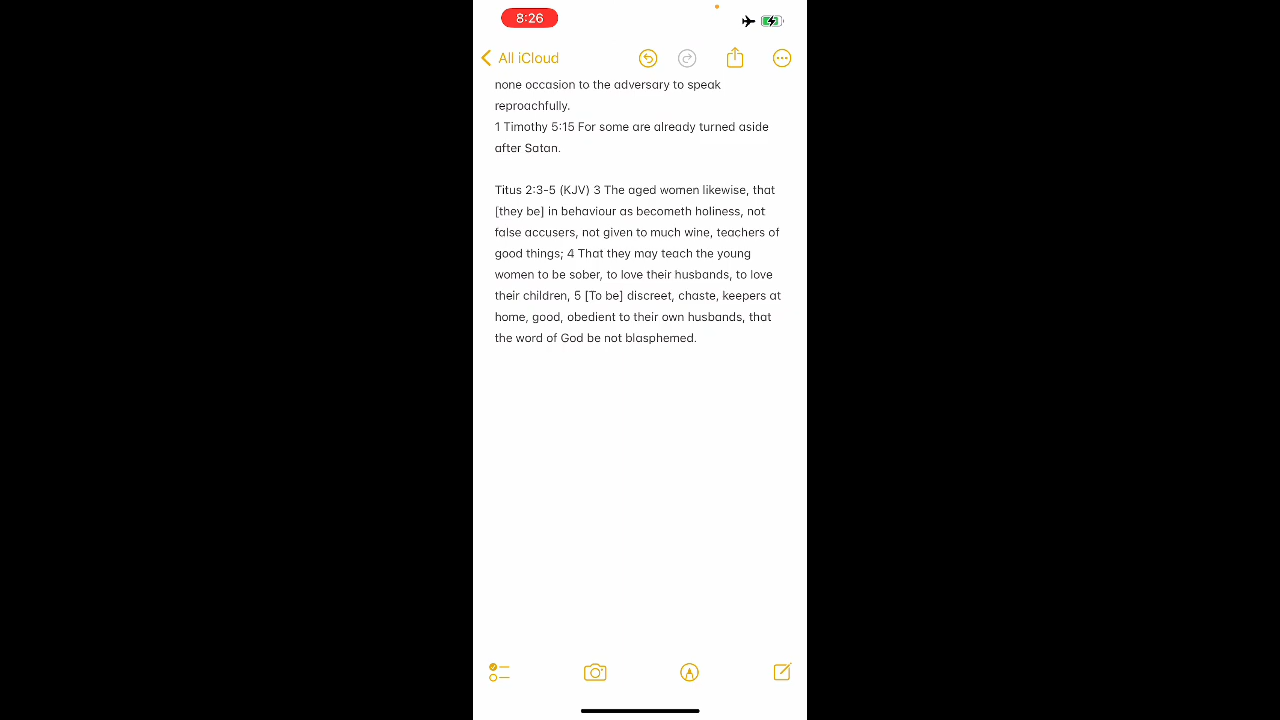 8:26
All iCloud
none occasion to the adversary to speak
reproachfully.
1 Timothy 5:15 For some are already turned aside
after Satan.
Titus 2:3-5 (KJV) 3 The aged women likewise, that
[they be] in behaviour as becometh holiness, not
false accusers, not given to much wine, teachers of
good things; 4 That they may teach the young
women to be sober, to love their husbands, to love
their children, 5 [To be] discreet, chaste, keepers at
home, good, obedient to their own husbands, that
the word of God be not blasphemed.